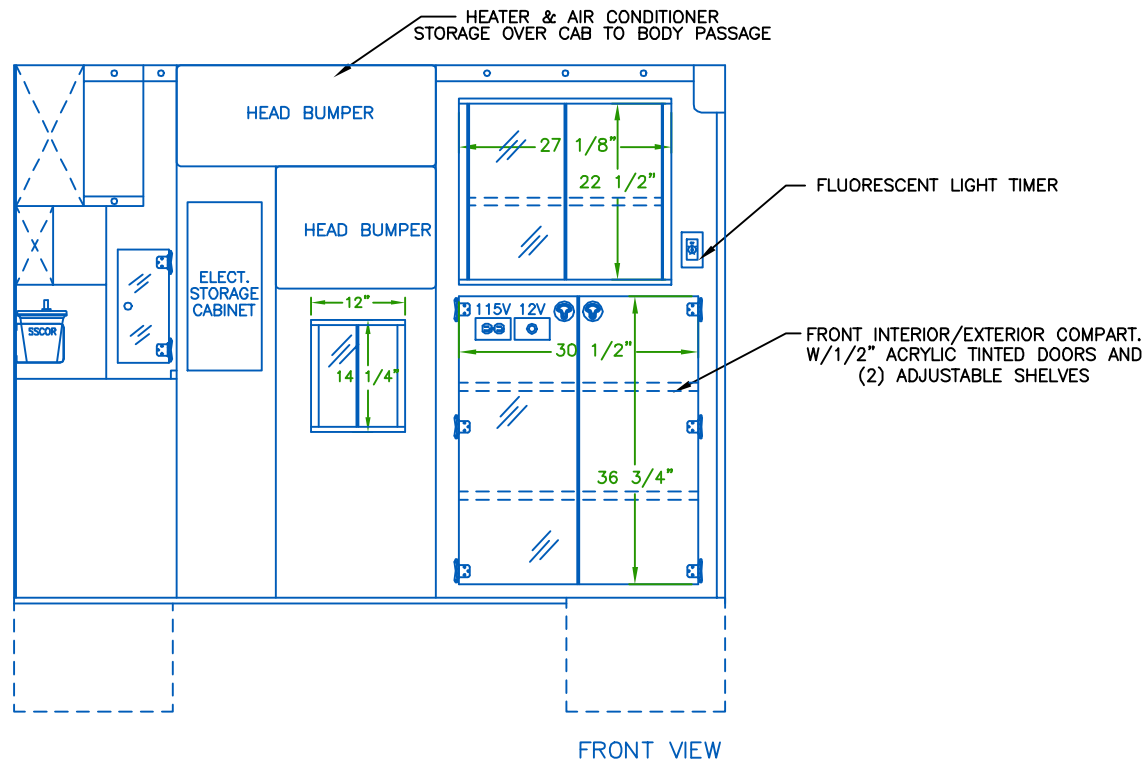 HEATER & AIR CONDITIONER
STORAGE OVER CAB TO BODY PASSAGE
HEAD BUMPER
27 1/8"
22 1/2"
FLUORESCENT LIGHT TIMER
HEAD BUMPER
ELECT.
STORAGE
CABINET
12"
115V 12V
SSCOR
FRONT INTERIOR/EXTERIOR COMPART.
W/1/2" ACRYLIC TINTED DOORS AND
(2) ADJUSTABLE SHELVES
30 1/2"
14 1/4"
36 3/4"
FRONT VIEW